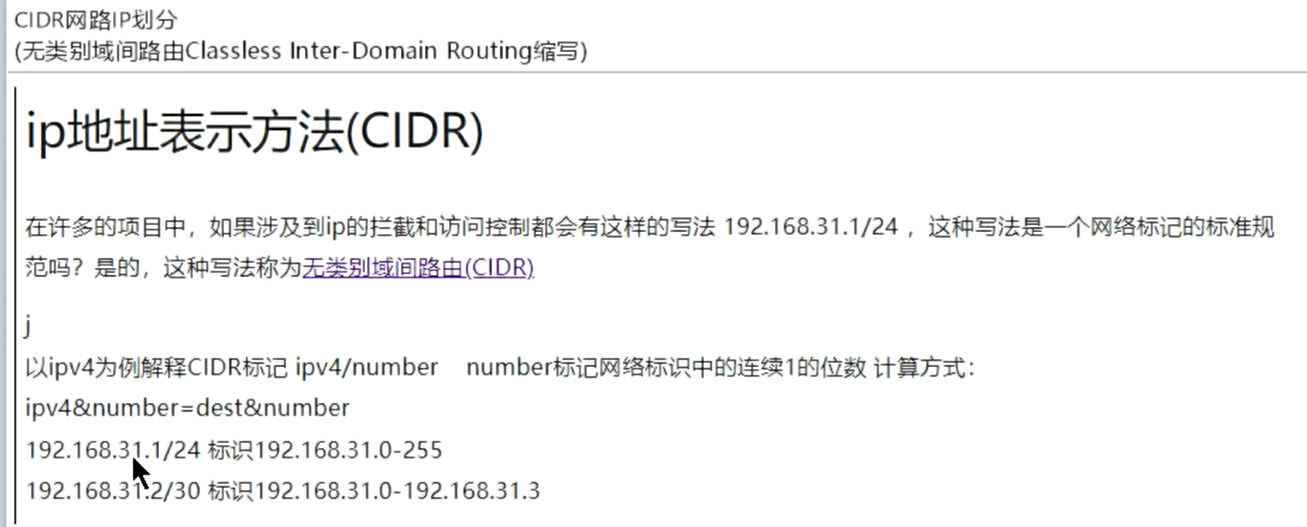 CIDR网路IP划分
(无类别域间路由Classless Inter-Domain Routing缩写)
ip地址表示方法(CIDR)
在许多的项目中，如果涉及到ip的拦截和访问控制都会有这样的写法 192.168.31.1/24 ，这种写法是一个网络标记的标准规
范吗？是的，这种写法称为无类别域间路由(CIDR)
j
以ipv4为例解释CIDR标记 ipv4/number number标记网络标识中的连续1的位数 计算方式：
ipv4&number=dest&number
192.168.31.1/24 标识192.168.31.0-255
192.168.31.2/30 标识192.168.31.0-192.168.31.3